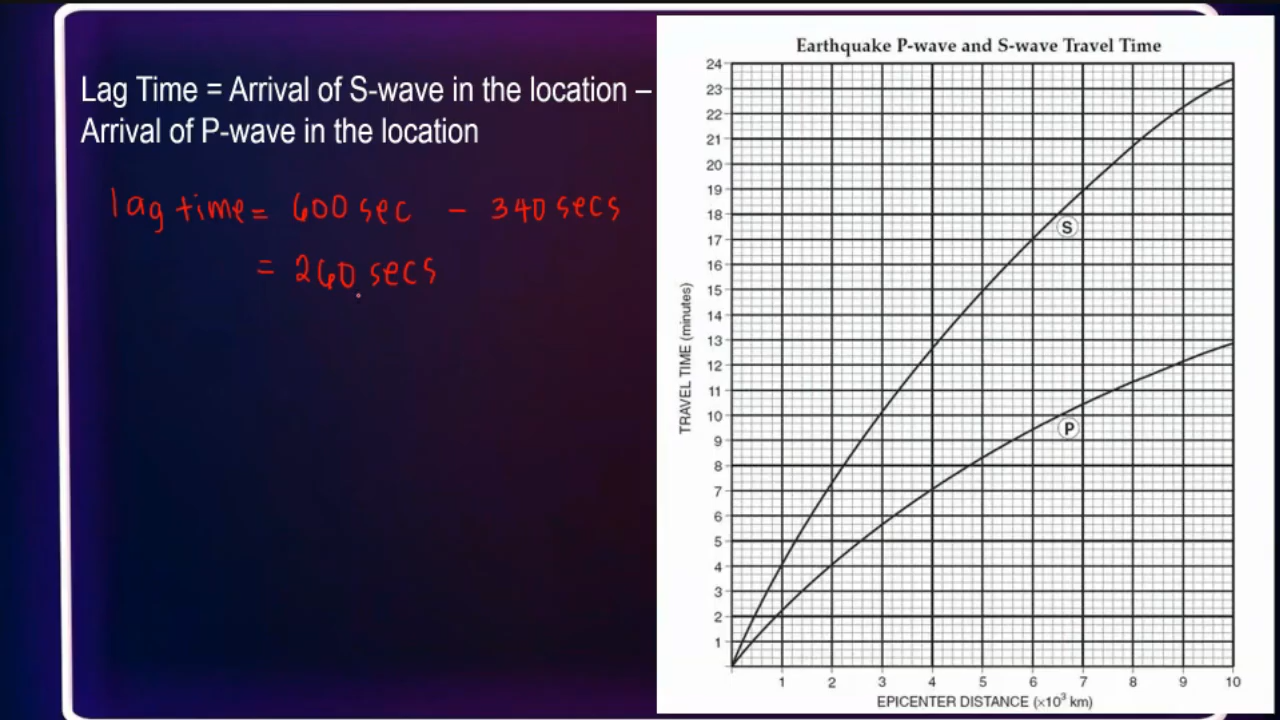 Lag Time = Arrival of S-wave in the location –
Arrival of P-wave in the location
lag time = 600 sec - 340 secs
= 260 secs
Earthquake P-wave and S-wave Travel Time
TRAVEL TIME (minutes)
24
23
22
21
20
19
18
17
16
15
14
13
12
11
10
9
8
7
6
5
4
3
2
1
S
P
1 2 3 4 5 6 7 8 9 10
EPICENTER DISTANCE (×10³ km)